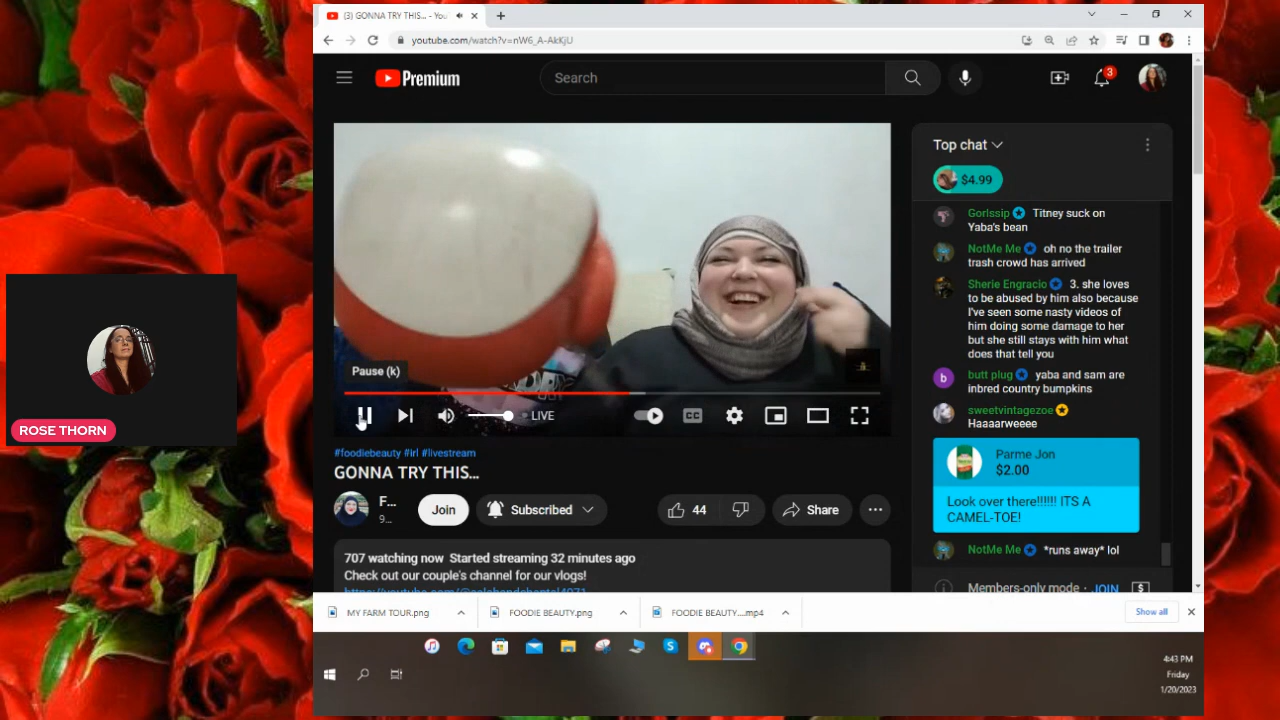 (3) GONNA TRY THIS... - You
youtube.com/watch?v=nW6_A-AkKjU
Premium
Search
3
Top chat
$4.99
Gorlssip Titney suck on
Yaba's bean
NotMe Me oh no the trailer
trash crowd has arrived
Sherie Engracio 3. she loves
to be abused by him also because
I've seen some nasty videos of
him doing some damage to her
but she still stays with him what
does that tell you
b butt plug yaba and sam are
inbred country bumpkins
sweetvintagezoe
Haaaarweeee
Parme Jon
$2.00
Look over there!!!!!! ITS A
CAMEL-TOE!
NotMe Me *runs away* lol
Members-only mode · JOIN
Pause (k)
LIVE
CC
ROSE THORN
#foodiebeauty #irl #livestream
GONNA TRY THIS...
F...
9...
Join
Subscribed
44
Share
707 watching now Started streaming 32 minutes ago
Check out our couple's channel for our vlogs!
MY FARM TOUR.png
FOODIE BEAUTY.png
FOODIE BEAUTY....mp4
Show all
4:43 PM
Friday
1/20/2023